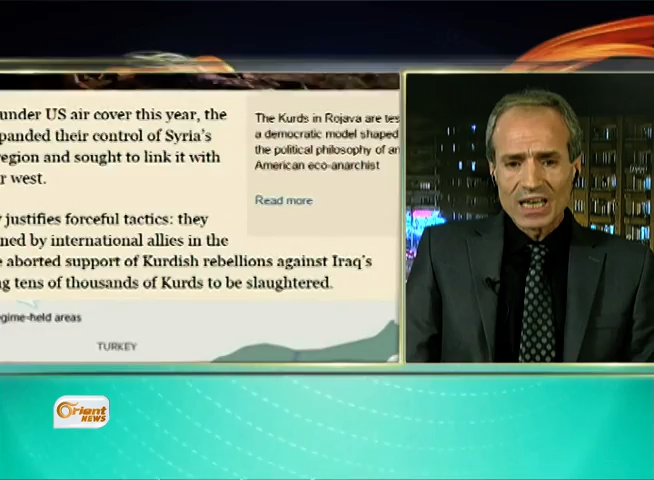 under US air cover this year, the
panded their control of Syria's
region and sought to link it with
r west.
y justifies forceful tactics: they
ned by international allies in the
e aborted support of Kurdish rebellions against Iraq's
ng tens of thousands of Kurds to be slaughtered.
The Kurds in Rojava are tes
a democratic model shaped
the political philosophy of an
American eco-anarchist
Read more
egime-held areas
TURKEY
Orient
NEWS